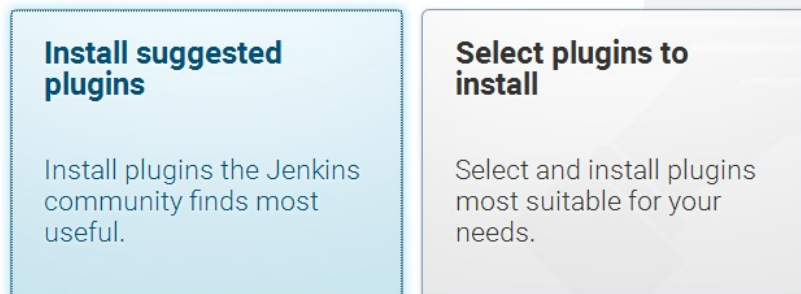 Install suggested
plugins
Install plugins the Jenkins
community finds most
useful.
Select plugins to
install
Select and install plugins
most suitable for your
needs.